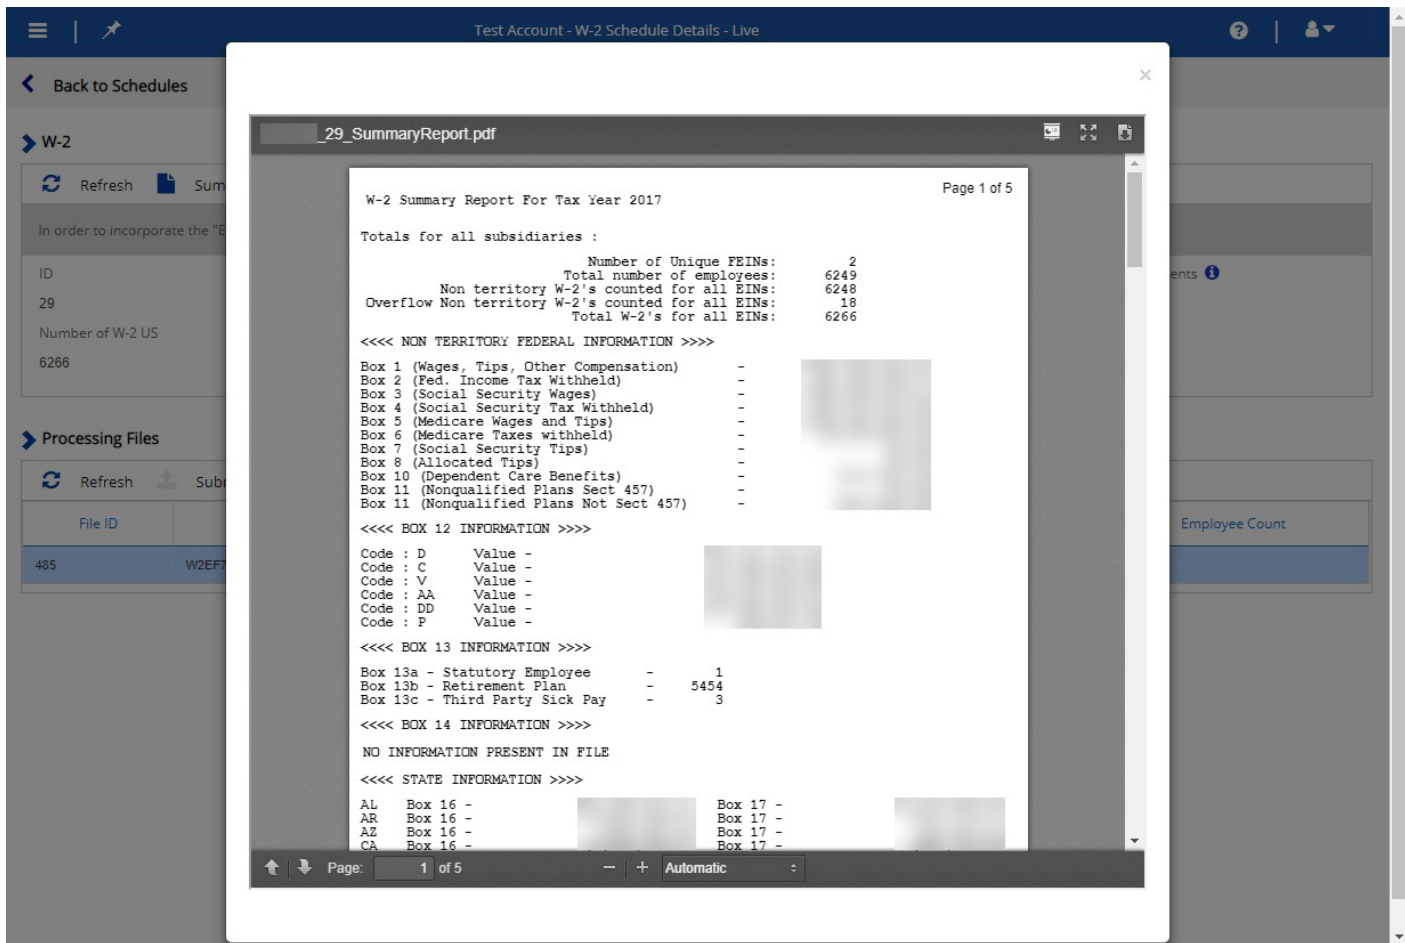 Test Account - W-2 Schedule Details - Live
Back to Schedules
W-2
Refresh Sum
In order to incorporate the "E
ID
ents
29
Number of W-2 US
6266
Processing Files
Refresh Subr
File ID Employee Count
485 W2EF7
_29_SummaryReport.pdf
Page 1 of 5
W-2 Summary Report For Tax Year 2017
Totals for all subsidiaries :
Number of Unique FEINs: 2
Total number of employees: 6249
Non territory W-2's counted for all EINs: 6248
Overflow Non territory W-2's counted for all EINs: 18
Total W-2's for all EINs: 6266
<<<< NON TERRITORY FEDERAL INFORMATION >>>>
Box 1 (Wages, Tips, Other Compensation) -
Box 2 (Fed. Income Tax Withheld) -
Box 3 (Social Security Wages) -
Box 4 (Social Security Tax Withheld) -
Box 5 (Medicare Wages and Tips) -
Box 6 (Medicare Taxes withheld) -
Box 7 (Social Security Tips) -
Box 8 (Allocated Tips) -
Box 10 (Dependent Care Benefits) -
Box 11 (Nonqualified Plans Sect 457) -
Box 11 (Nonqualified Plans Not Sect 457) -
<<<< BOX 12 INFORMATION >>>>
Code : D Value -
Code : C Value -
Code : V Value -
Code : AA Value -
Code : DD Value -
Code : P Value -
<<<< BOX 13 INFORMATION >>>>
Box 13a - Statutory Employee - 1
Box 13b - Retirement Plan - 5454
Box 13c - Third Party Sick Pay - 3
<<<< BOX 14 INFORMATION >>>>
NO INFORMATION PRESENT IN FILE
<<<< STATE INFORMATION >>>>
AL Box 16 - Box 17 -
AR Box 16 - Box 17 -
AZ Box 16 - Box 17 -
CA Box 16 - Box 17 -
Page: 1 of 5 Automatic